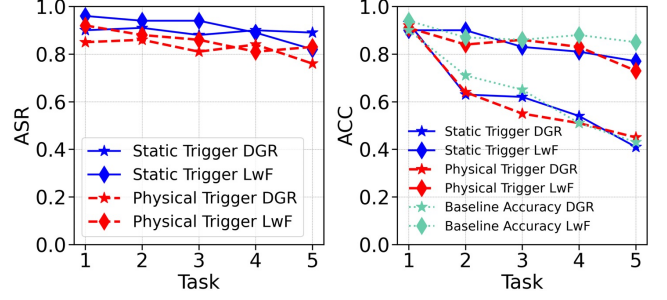 ASR
1.0
0.8
0.6
0.4
0.2
0.0
Static Trigger DGR
Static Trigger LwF
Physical Trigger DGR
Physical Trigger LwF
1 2 3 4 5
Task
ACC
1.0
0.8
0.6
0.4
0.2
0.0
Static Trigger DGR
Static Trigger LwF
Physical Trigger DGR
Physical Trigger LwF
Baseline Accuracy DGR
Baseline Accuracy LwF
1 2 3 4 5
Task